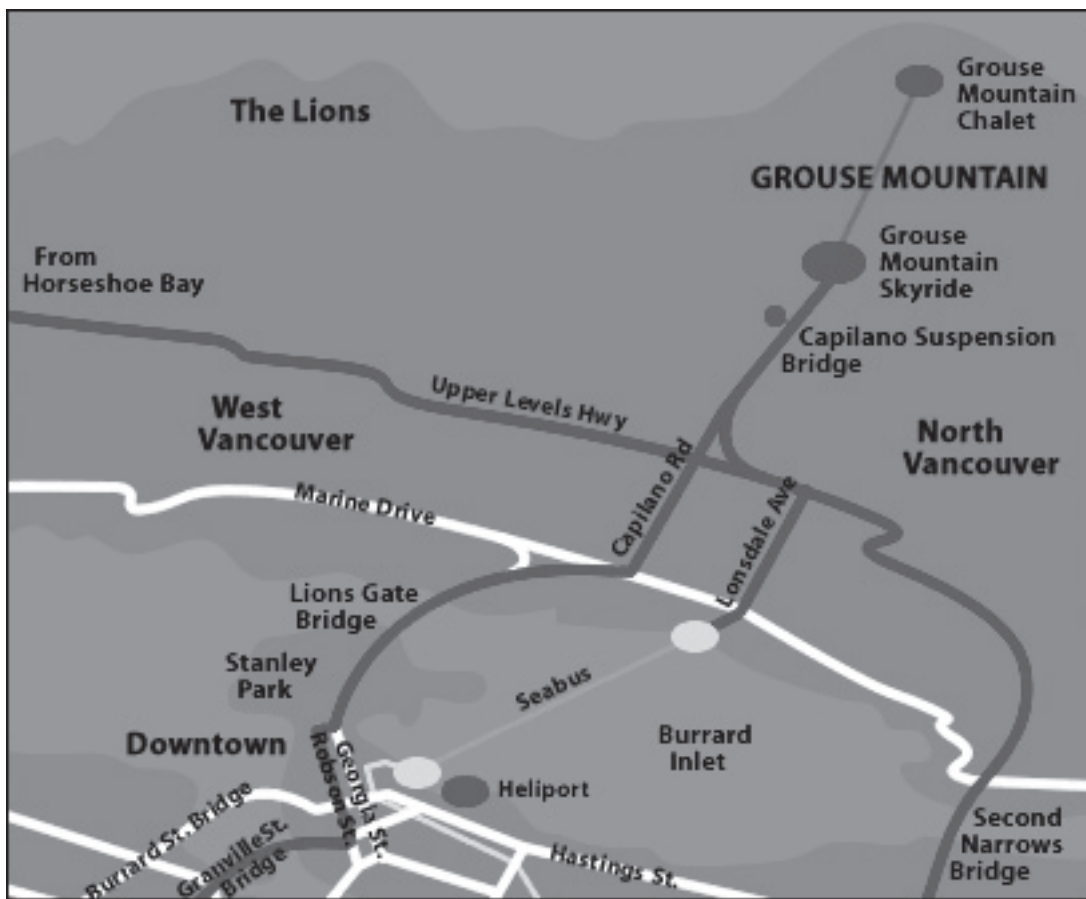 Grouse
Mountain
Chalet
The Lions
GROUSE MOUNTAIN
From
Horseshoe Bay
Grouse
Mountain
Skyride
Capilano Suspension
Bridge
Upper Levels Hwy
West
Vancouver
North
Vancouver
Capilano Rd
Lonsdale Ave
Marine Drive
Lions Gate
Bridge
Stanley
Park
Seabus
Downtown
Burrard
Inlet
Robson St.
Georgia St.
Heliport
Burrard St. Bridge
Granville St.
Bridge
Hastings St.
Second
Narrows
Bridge